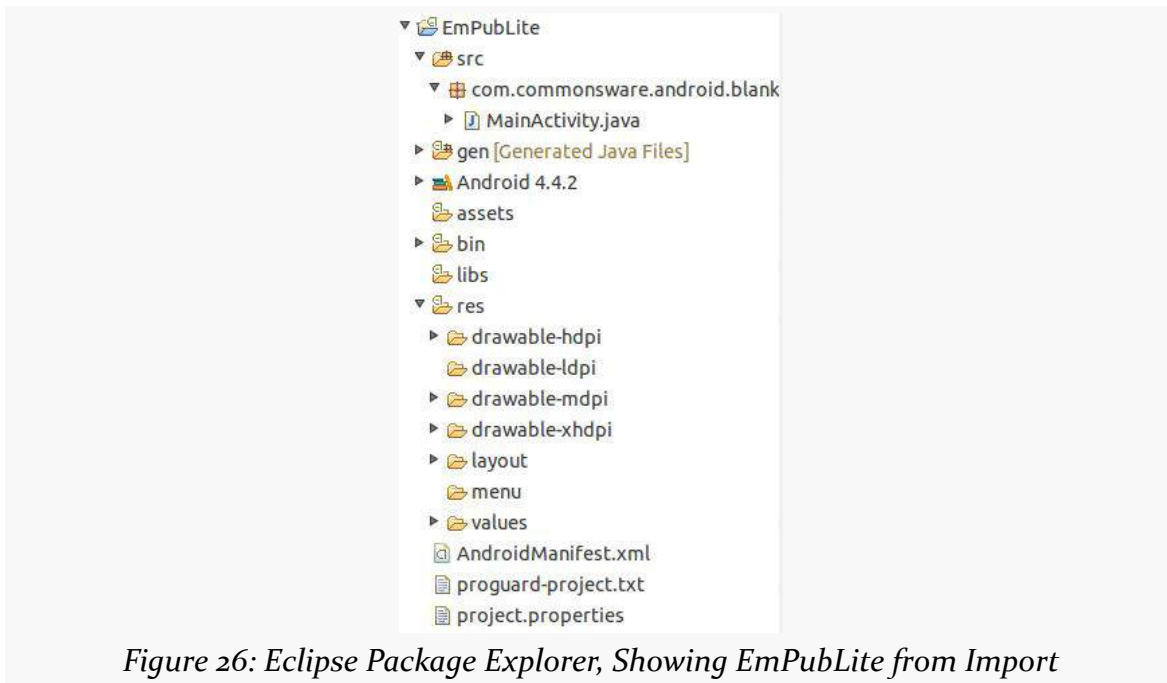 EmPubLite
src
com.commonsware.android.blank
MainActivity.java
gen [Generated Java Files]
Android 4.4.2
assets
bin
libs
res
drawable-hdpi
drawable-ldpi
drawable-mdpi
drawable-xhdpi
layout
menu
values
AndroidManifest.xml
proguard-project.txt
project.properties
Figure 26: Eclipse Package Explorer, Showing EmPubLite from Import